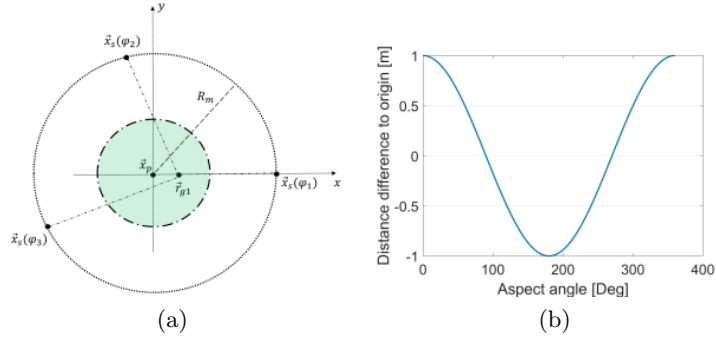 y
x⃗ₛ(φ₂)
Rₘ
x⃗ₚ
r⃗g1
x
x⃗ₛ(φ₁)
x⃗ₛ(φ₃)
(a)
Distance difference to origin [m]
1
0.5
0
-0.5
-1
0 100 200 300 400
Aspect angle [Deg]
(b)